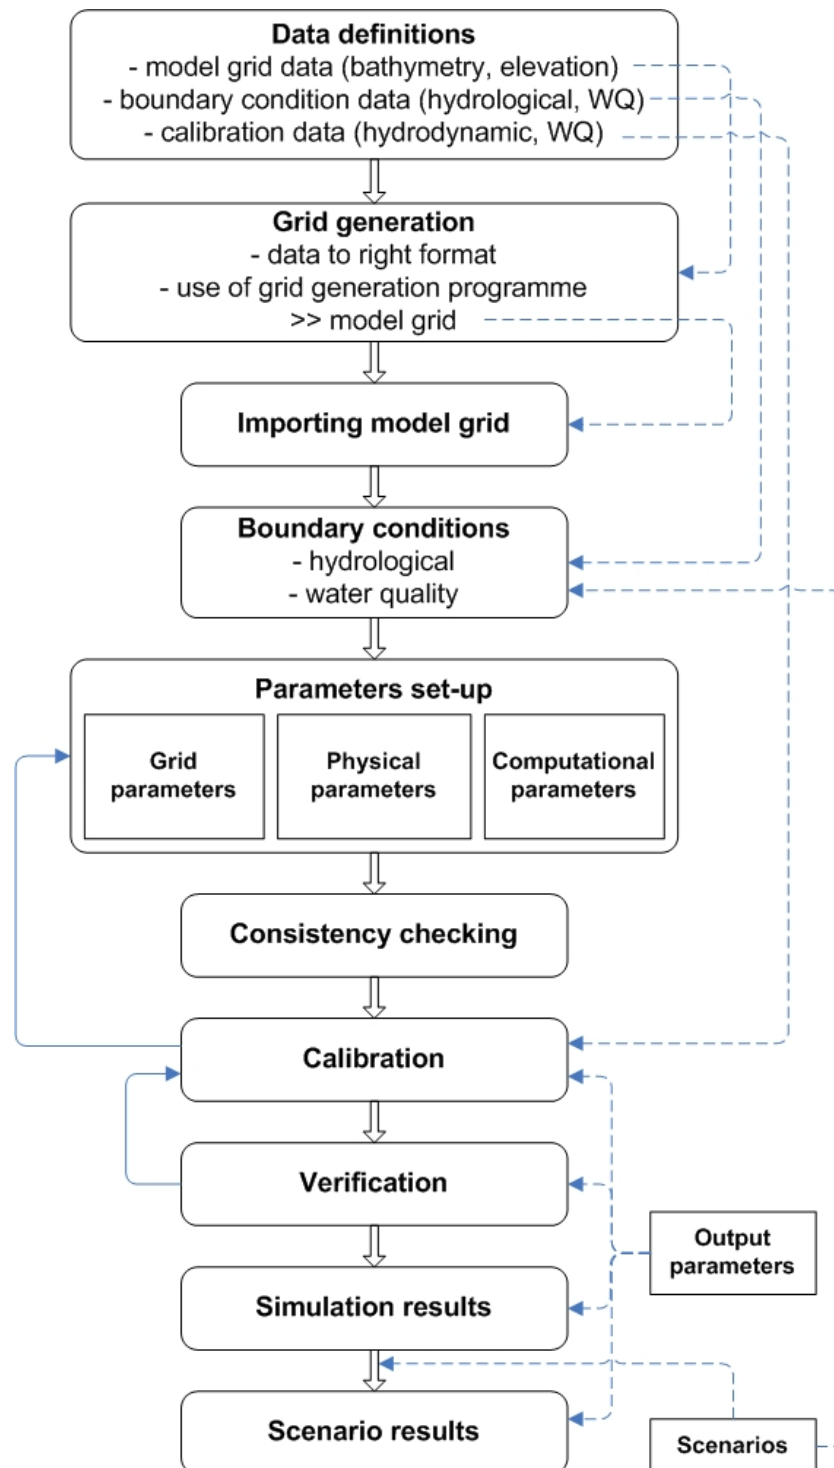 Data definitions
- model grid data (bathymetry, elevation)
- boundary condition data (hydrological, WQ)
- calibration data (hydrodynamic, WQ)
Grid generation
- data to right format
- use of grid generation programme
>> model grid
Importing model grid
Boundary conditions
- hydrological
- water quality
Parameters set-up
Grid
parameters
Physical
parameters
Computational
parameters
Consistency checking
Calibration
Verification
Output
parameters
Simulation results
Scenario results
Scenarios